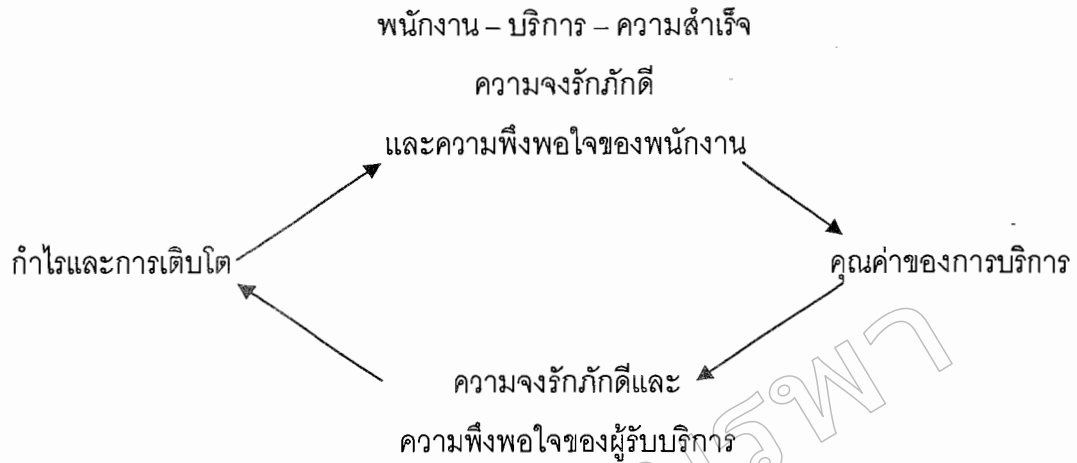 พนักงาน – บริการ – ความสำเร็จ
ความจงรักภักดี
และความพึงพอใจของพนักงาน
กำไรและการเติบโต
คุณค่าของการบริการ
ความจงรักภักดีและ
ความพึงพอใจของผู้รับบริการ